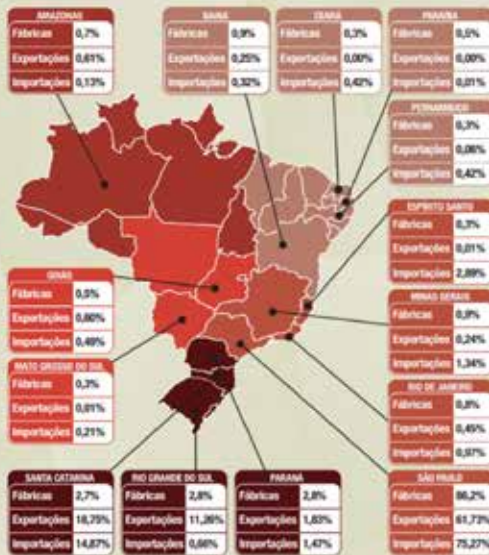 AMAZONAS
Fábricas 0,7%
Exportações 0,61%
Importações 0,13%
BAHIA
Fábricas 0,9%
Exportações 0,25%
Importações 0,32%
CEARÁ
Fábricas 0,3%
Exportações 0,00%
Importações 0,42%
PARAÍBA
Fábricas 0,5%
Exportações 0,00%
Importações 0,01%
PERNAMBUCO
Fábricas 0,3%
Exportações 0,06%
Importações 0,42%
ESPÍRITO SANTO
Fábricas 0,3%
Exportações 0,01%
Importações 2,89%
GOIÁS
Fábricas 0,5%
Exportações
Importações 0,49%
MINAS GERAIS
Fábricas 0,9%
Exportações 0,24%
Importações 1,34%
MATO GROSSO DO SUL
Fábricas 0,3%
Exportações 0,01%
Importações 0,21%
RIO DE JANEIRO
Fábricas 0,8%
Exportações 0,45%
Importações 0,97%
SANTA CATARINA
Fábricas 2,7%
Exportações 18,75%
Importações 14,87%
RIO GRANDE DO SUL
Fábricas 2,8%
Exportações 11,26%
Importações
PARANÁ
Fábricas 2,8%
Exportações 1,63%
Importações 1,47%
SÃO PAULO
Fábricas 86,2%
Exportações 61,73%
Importações 75,27%